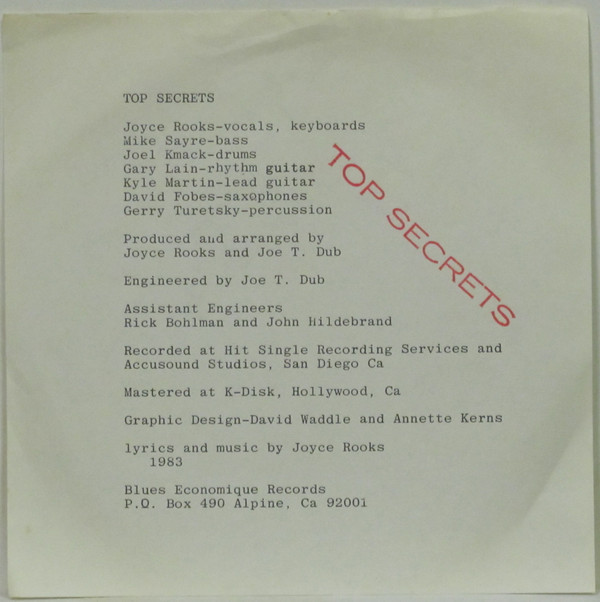 TOP SECRETS
Joyce Rooks-vocals, keyboards
Mike Sayre-bass
Joel Kmack-drums
Gary Lain-rhythm guitar
Kyle Martin-lead guitar
David Fobes-saxophones
Gerry Turetsky-percussion
TOP SECRETS
Produced and arranged by
Joyce Rooks and Joe T. Dub
Engineered by Joe T. Dub
Assistant Engineers
Rick Bohlman and John Hildebrand
Recorded at Hit Single Recording Services and
Accusound Studios, San Diego Ca
Mastered at K-Disk, Hollywood, Ca
Graphic Design-David Waddle and Annette Kerns
lyrics and music by Joyce Rooks
1983
Blues Economique Records
P.O. Box 490 Alpine, Ca 92001